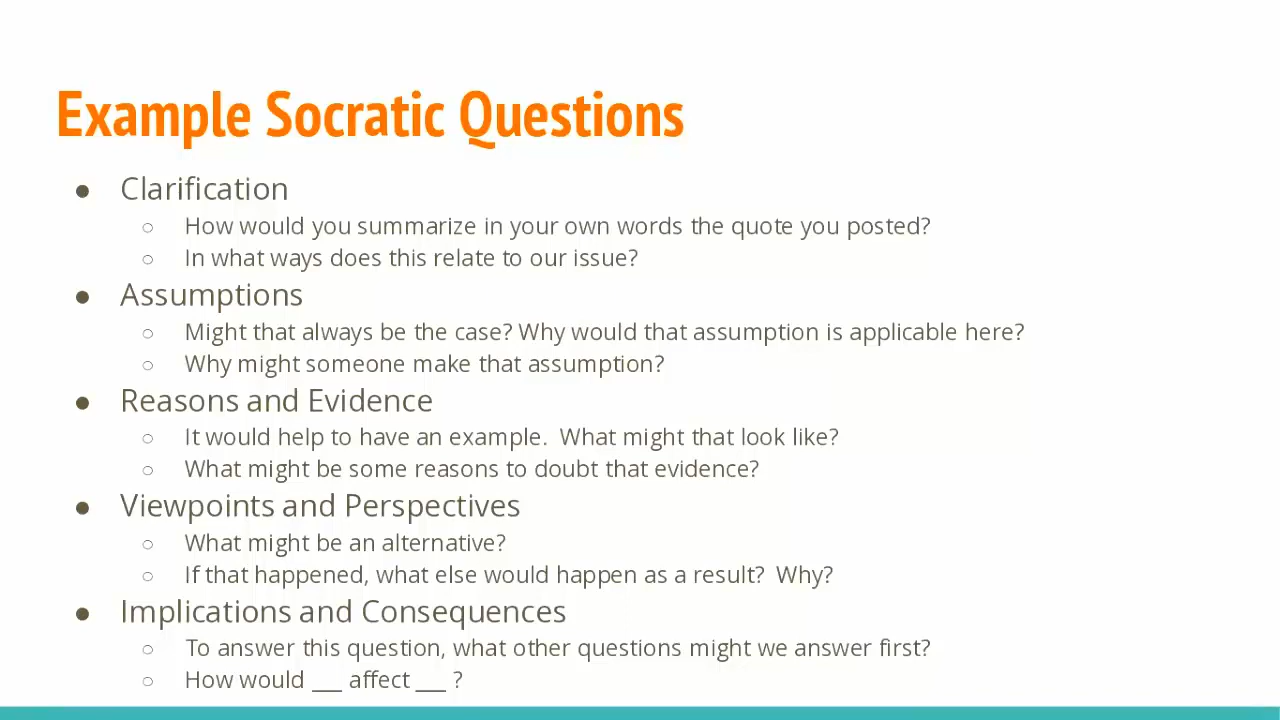 Example Socratic Questions
● Clarification
○ How would you summarize in your own words the quote you posted?
○ In what ways does this relate to our issue?
● Assumptions
○ Might that always be the case? Why would that assumption is applicable here?
○ Why might someone make that assumption?
● Reasons and Evidence
○ It would help to have an example.  What might that look like?
○ What might be some reasons to doubt that evidence?
● Viewpoints and Perspectives
○ What might be an alternative?
○ If that happened, what else would happen as a result?  Why?
● Implications and Consequences
○ To answer this question, what other questions might we answer first?
○ How would ___ affect ___ ?